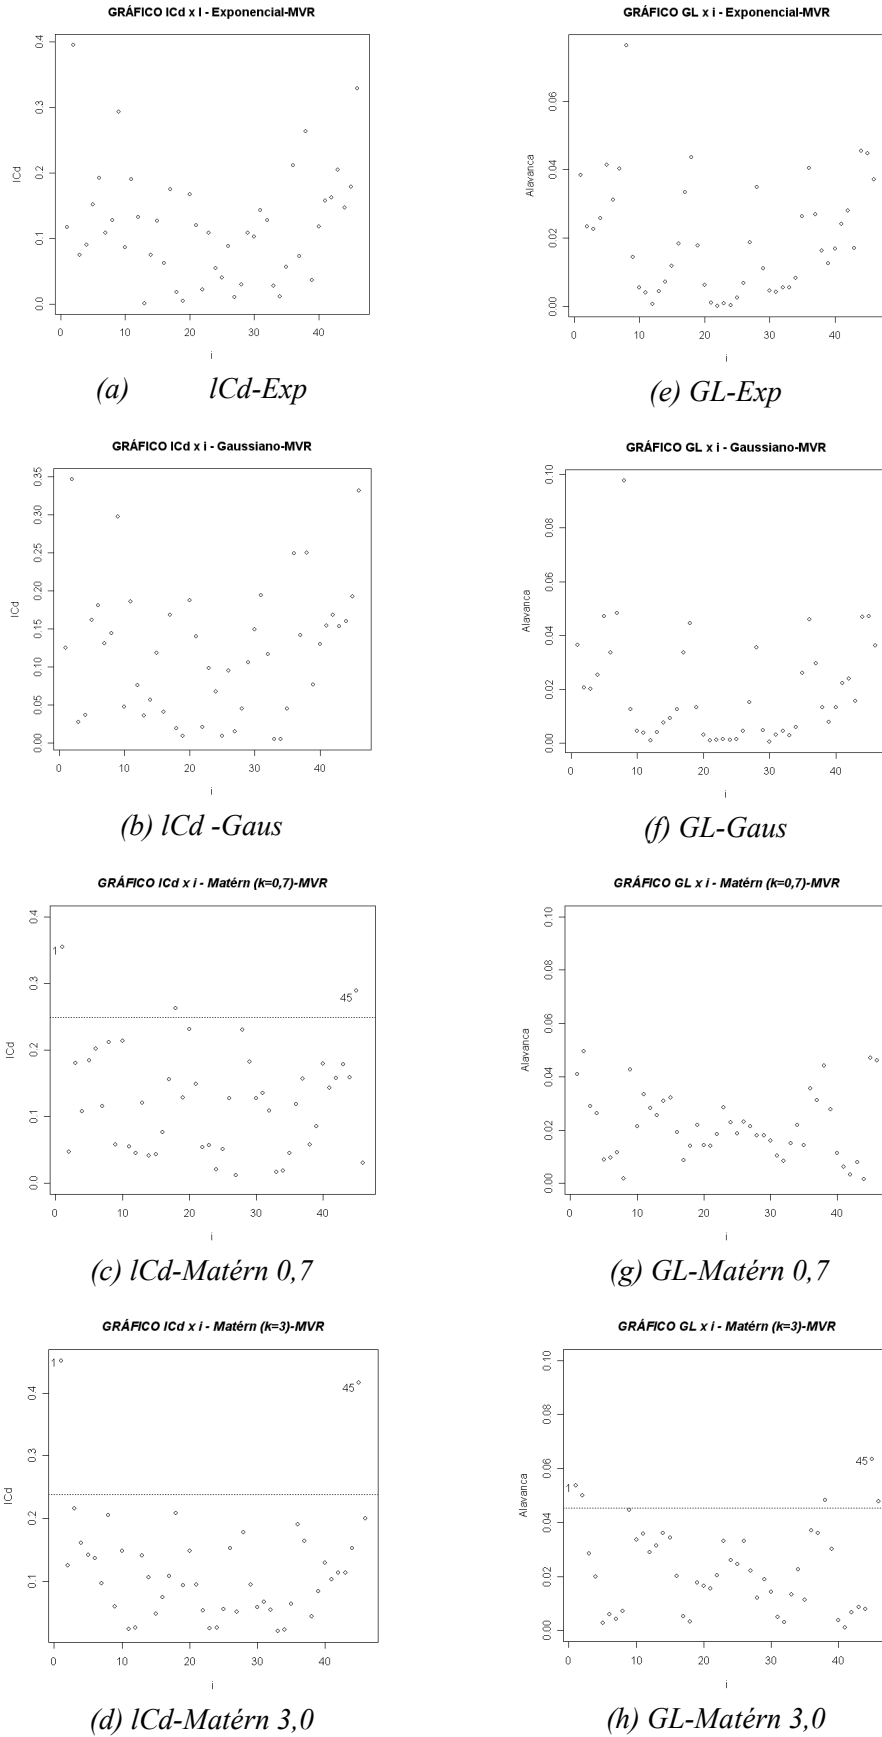 GRÁFICO ICd x I - Exponencial-MVR
ICd
0.4
0.3
0.2
0.1
0.0
0 10 20 30 40
i
(a) lCd-Exp
GRÁFICO GL x i - Exponencial-MVR
Alavanca
0.06
0.04
0.02
0.00
0 10 20 30 40
i
(e) GL-Exp
GRÁFICO ICd x i - Gaussiano-MVR
ICd
0.35
0.30
0.25
0.20
0.15
0.10
0.05
0.00
0 10 20 30 40
i
(b) lCd -Gaus
GRÁFICO GL x i - Gaussiano-MVR
Alavanca
0.10
0.08
0.06
0.04
0.02
0.00
0 10 20 30 40
i
(f) GL-Gaus
GRÁFICO ICd x i - Matérn (k=0,7)-MVR
ICd
0.4
0.3
0.2
0.1
0.0
1
45
0 10 20 30 40
i
(c) lCd-Matérn 0,7
GRÁFICO GL x i - Matérn (k=0,7)-MVR
Alavanca
0.10
0.08
0.06
0.04
0.02
0.00
0 10 20 30 40
i
(g) GL-Matérn 0,7
GRÁFICO ICd x i - Matérn (k=3)-MVR
ICd
0.4
0.3
0.2
0.1
1
45
0 10 20 30 40
i
(d) lCd-Matérn 3,0
GRÁFICO GL x i - Matérn (k=3)-MVR
Alavanca
0.10
0.08
0.06
0.04
0.02
0.00
1
45
0 10 20 30 40
i
(h) GL-Matérn 3,0